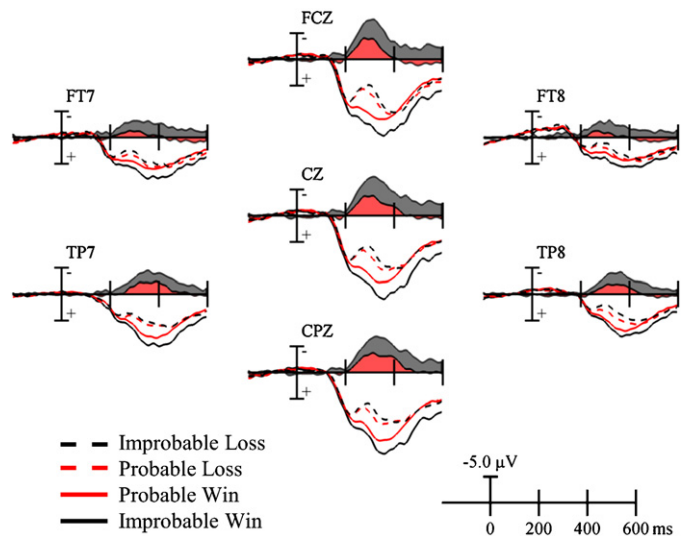 FCZ
-
+
FT7
-
+
FT8
-
+
CZ
-
+
TP7
-
+
TP8
-
+
CPZ
-
+
Improbable Loss
Probable Loss
Probable Win
Improbable Win
-5.0 μV
0 200 400 600 ms